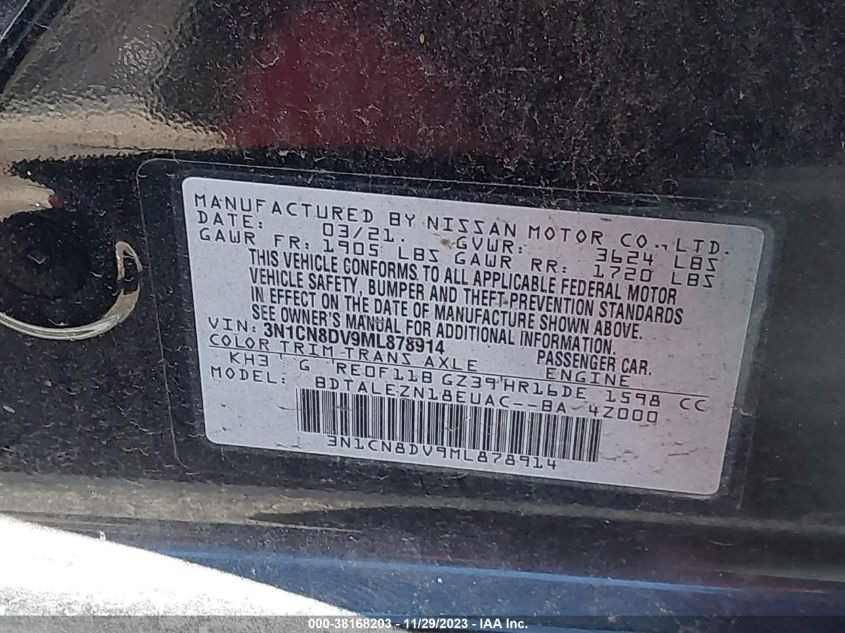 MANUFACTURED BY NISSAN MOTOR CO., LTD.
DATE: 03/21. GVWR: 3624 LBS
GAWR FR: 1905 LBS GAWR RR: 1720 LBS
THIS VEHICLE CONFORMS TO ALL APPLICABLE FEDERAL MOTOR
VEHICLE SAFETY, BUMPER AND THEFT PREVENTION STANDARDS
IN EFFECT ON THE DATE OF MANUFACTURE SHOWN ABOVE.
SEE OWNER'S MANUAL FOR ADDITIONAL INFORMATION.
VIN: 3N1CN8DV9ML878914 PASSENGER CAR.
COLOR TRIM TRANS AXLE ENGINE
KH3 G RE0F11B GZ39 HR16DE 1598 CC
MODEL: BDTALEZN18EUAC--BA 4Z000
3N1CN8DV9ML878914
000-38168203 - 11/29/2023 - IAA Inc.